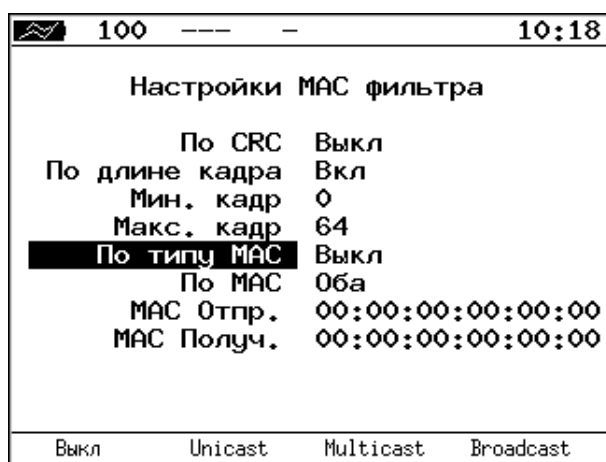 100 --- - 10:18
Настройки MAC фильтра
По CRC Выкл
По длине кадра Вкл
Мин. кадр 0
Макс. кадр 64
По типу MAC Выкл
По MAC Оба
MAC Отпр. 00:00:00:00:00:00
MAC Получ. 00:00:00:00:00:00
Выкл Unicast Multicast Broadcast